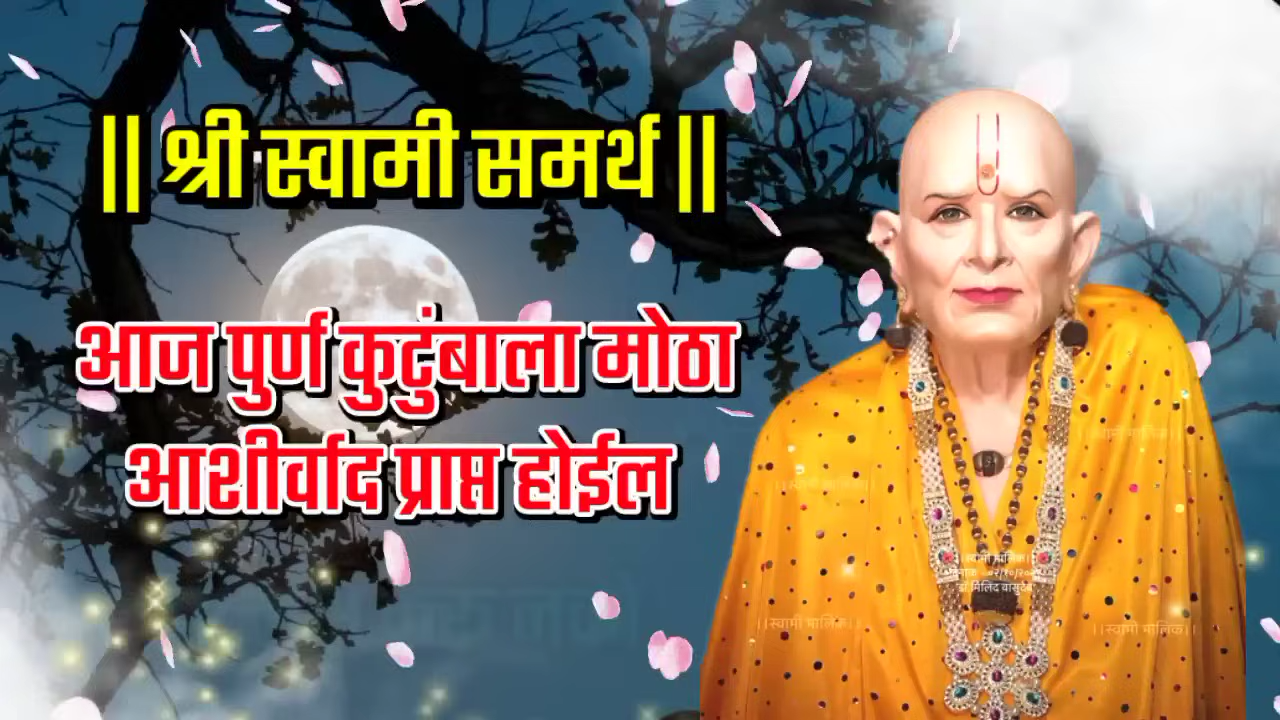 || श्री स्वामी समर्थ ||
आज पुर्ण कुटुंबाला मोठा
आशीर्वाद प्राप्त होईल
||स्वामी मालिक||
||स्वामी मालिक||
||स्वामी मालिक||
डॉ मिलिंद वासुदेव
||स्वामी मालिक||
||स्वामी मालिक||